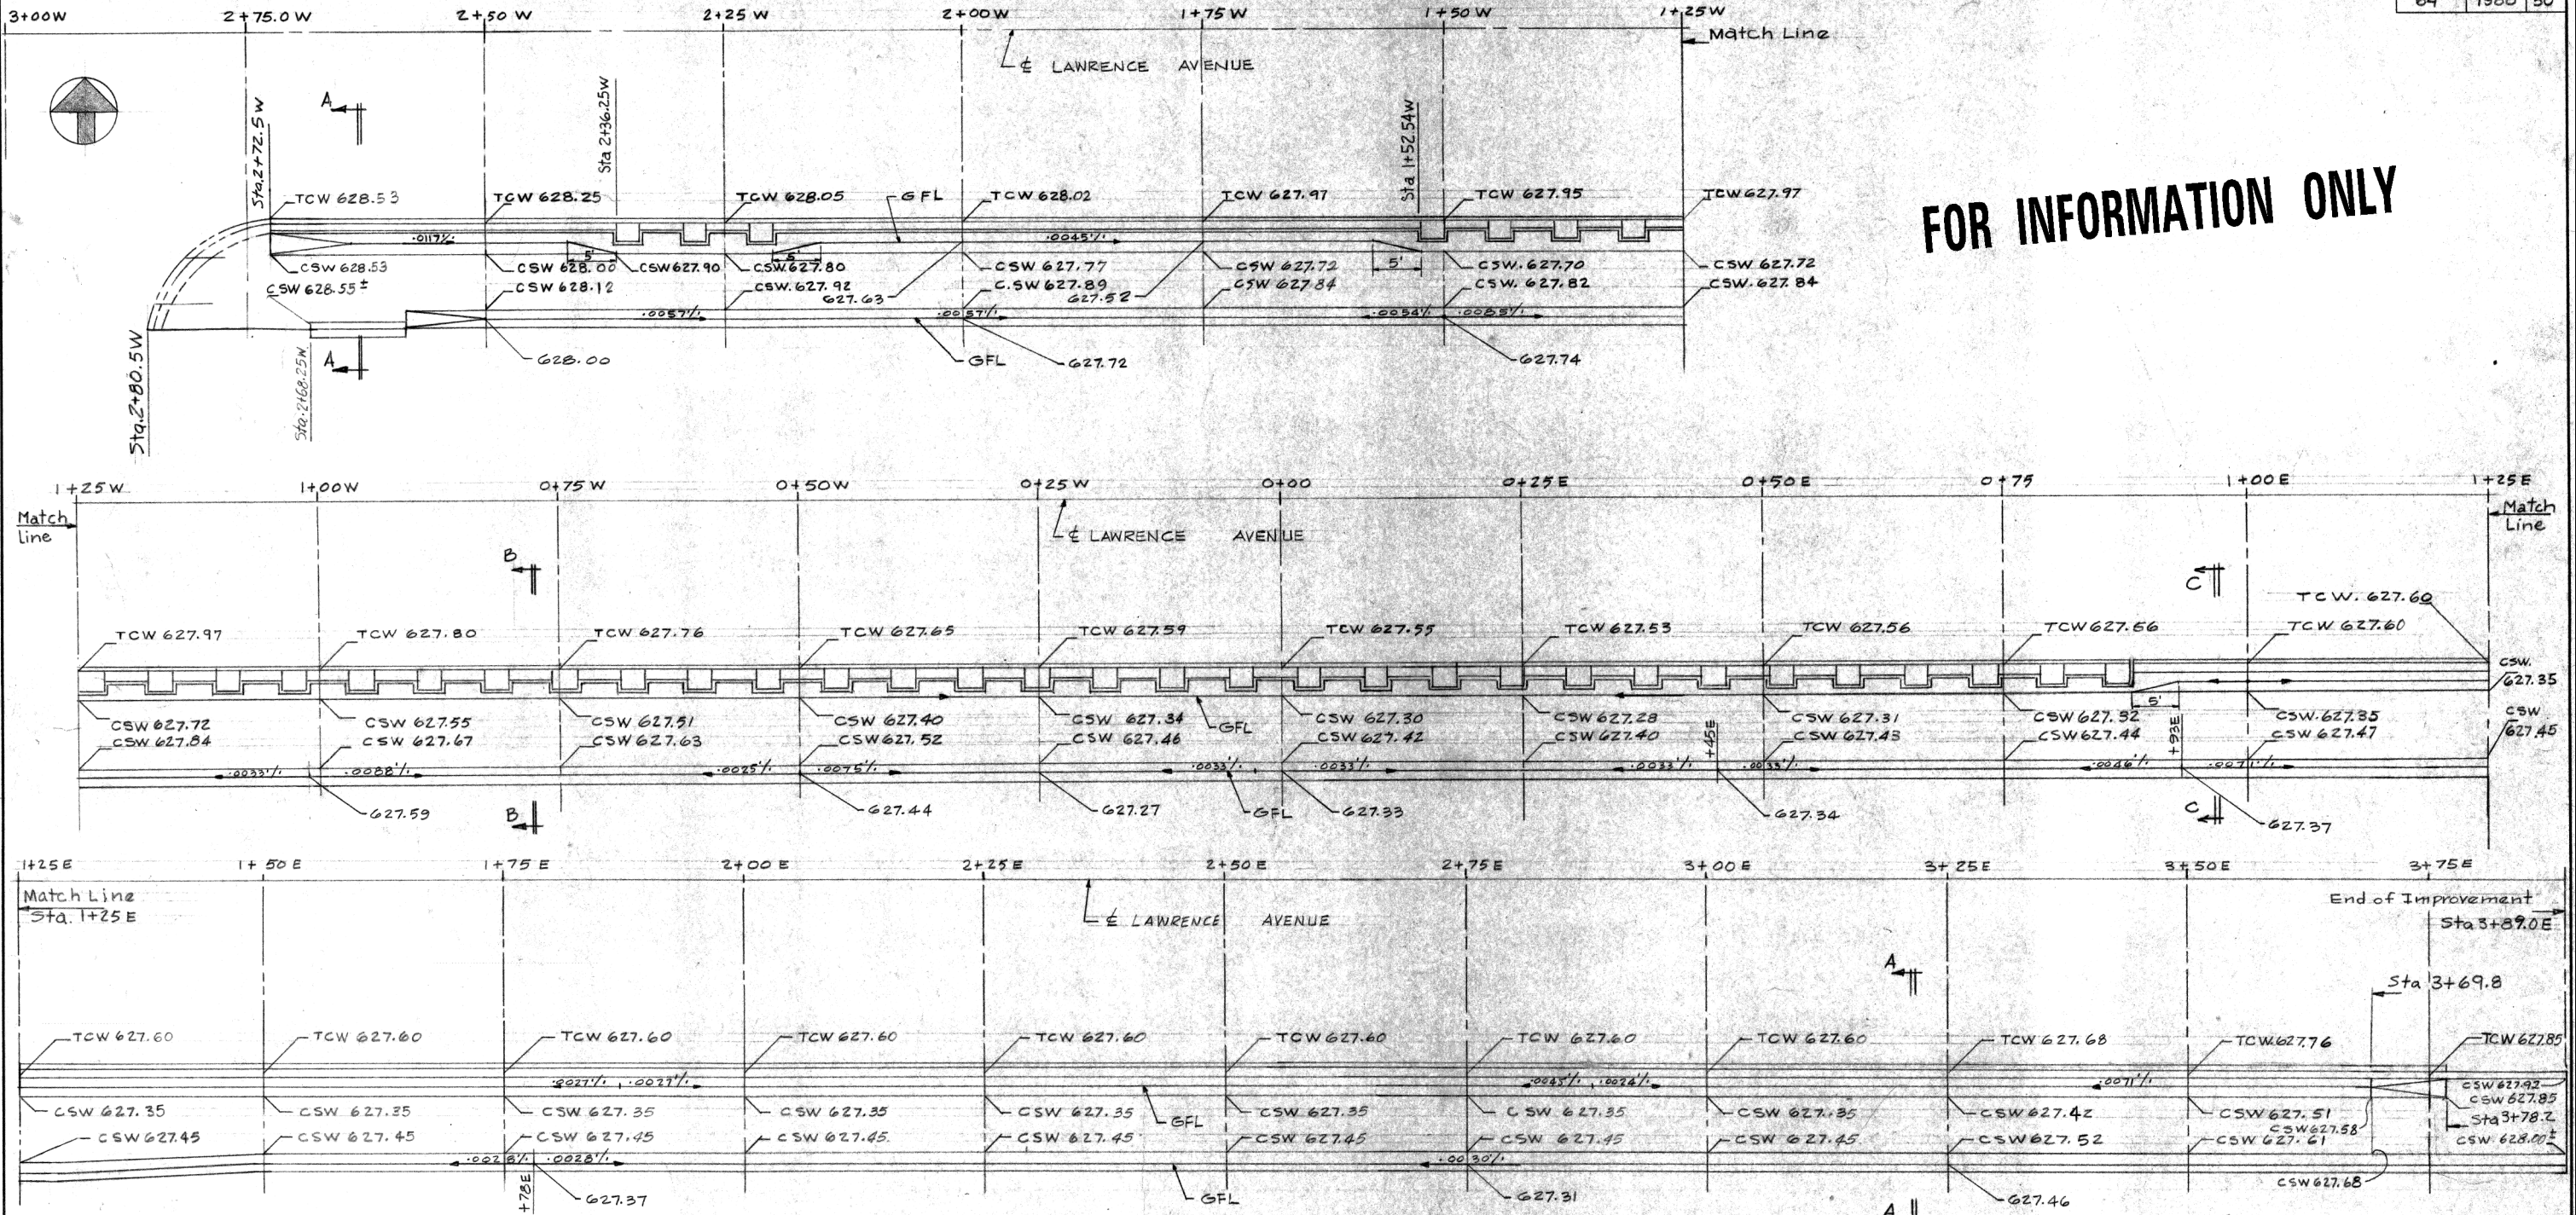 64 1980 50
3+00W 2+75.0 W 2+50 W 2+25 W 2+00W 1+75 W 1+50 W 1+25W
Match Line
℄ LAWRENCE AVENUE
A
Sta.2+72.5 W
Sta 2+36.25W
Sta 1+52.54W
FOR INFORMATION ONLY
TCW 628.53 TCW 628.25 TCW 628.05 GFL TCW 628.02 TCW 627.97 TCW 627.95 TCW 627.97
.0117'/. .0045'/.
5' 5' 5'
CSW 628.53 CSW 628.00 CSW 627.90 CSW.627.80 CSW 627.77 CSW 627.72 CSW.627.70 CSW 627.72
CSW 628.55± CSW 628.12 CSW.627.92 C.SW 627.89 CSW 627.84 CSW. 627.82 CSW. 627.84
627.63 627.52
.0057'/. .0057'/. .0054'/. .0085'/.
A 628.00 GFL 627.72 627.74
Sta.2+80.5W
Sta.2+68.25W
1+25 W 1+00W 0+75 W 0+50W 0+25 W 0+00 0+25 E 0+50 E 0+75 1+00 E 1+25 E
Match
line
Match
Line
℄ LAWRENCE AVENUE
B
C
TCW. 627.60
TCW 627.97 TCW 627.80 TCW 627.76 TCW 627.65 TCW 627.59 TCW 627.55 TCW 627.53 TCW 627.56 TCW 627.56 TCW 627.60
CSW.
627.35
5'
CSW 627.72 CSW 627.55 CSW 627.51 CSW 627.40 CSW 627.34 GFL CSW 627.30 CSW 627.28 CSW 627.31 CSW 627.32 CSW.627.35
CSW
627.45
CSW 627.84 CSW 627.67 CSW 627.63 CSW 627.52 CSW 627.46 CSW 627.42 CSW 627.40 CSW 627.43 CSW 627.44 CSW 627.47
+45E
+93E
.0033'/. .0088'/. .0025'/. .0075'/. .0033'/. .0033'/. .0033'/. .0033'/. .0046'/. .0071'/.
627.59 B 627.44 627.27 GFL 627.33 627.34 C 627.37
1+25 E 1+50 E 1+75 E 2+00 E 2+25 E 2+50 E 2+75 E 3+00 E 3+25 E 3+50 E 3+75 E
Match Line
Sta. 1+25 E
End of Improvement
Sta 3+89.0 E
℄ LAWRENCE AVENUE
A
Sta 3+69.8
TCW 627.60 TCW 627.60 TCW 627.60 TCW 627.60 TCW 627.60 TCW 627.60 TCW 627.60 TCW 627.60 TCW 627.68 TCW.627.76 TCW 627.85
.0027'/. .0027'/. .0045'/. .0024'/. .0071'/.
CSW 627.92
CSW 627.85
CSW 627.35 CSW 627.35 CSW 627.35 CSW 627.35 CSW 627.35 GFL CSW 627.35 CSW 627.35 CSW 627.35 CSW 627.42 CSW 627.51
Sta 3+78.2
CSW 627.58
CSW 627.45 CSW 627.45 CSW 627.45 CSW 627.45 CSW 627.45 CSW 627.45 CSW 627.45 CSW 627.45 CSW 627.52 CSW 627.61 CSW 628.00±
.0028'/. .0028'/. .0030'/.
+78E
627.37 GFL 627.31 627.46 CSW 627.68
A